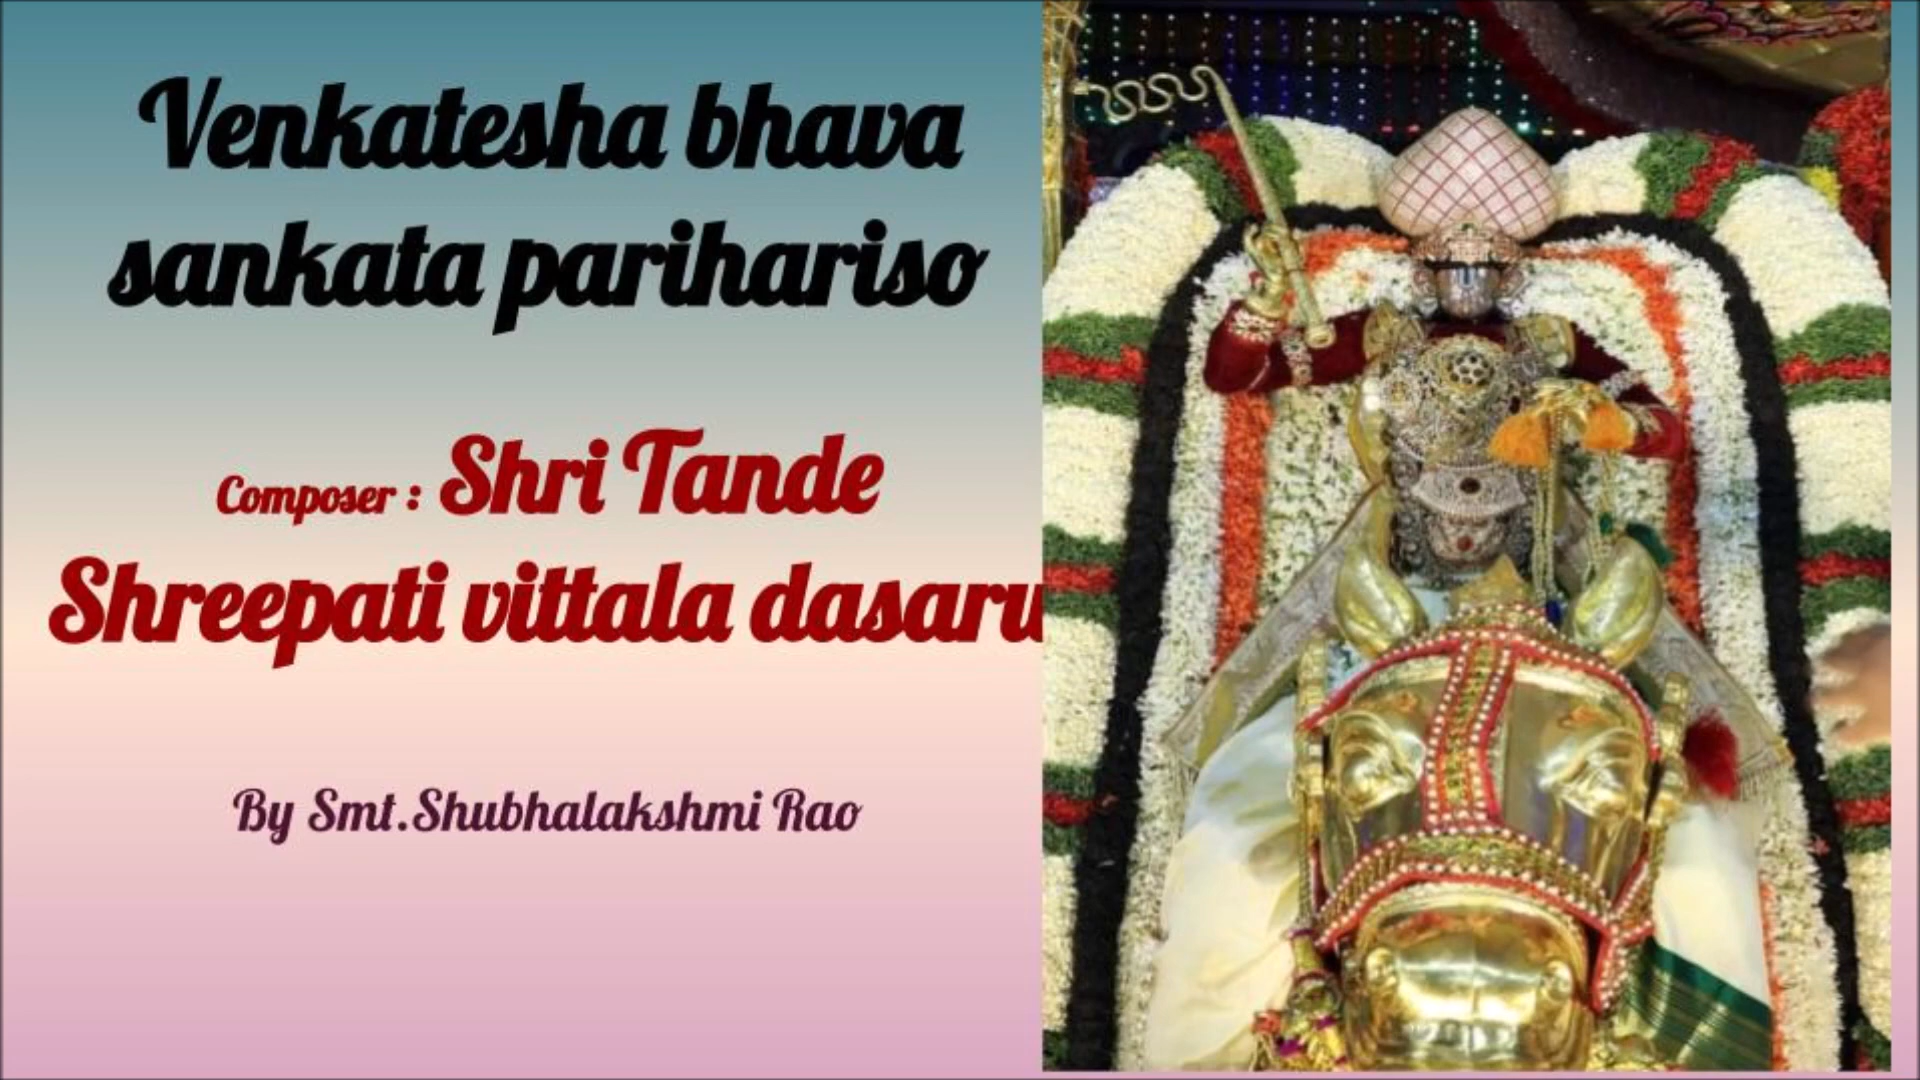 Venkatesha bhava
sankata parihariso
Composer : Shri Tande
Shreepati vittala dasaru
By Smt.Shubhalakshmi Rao